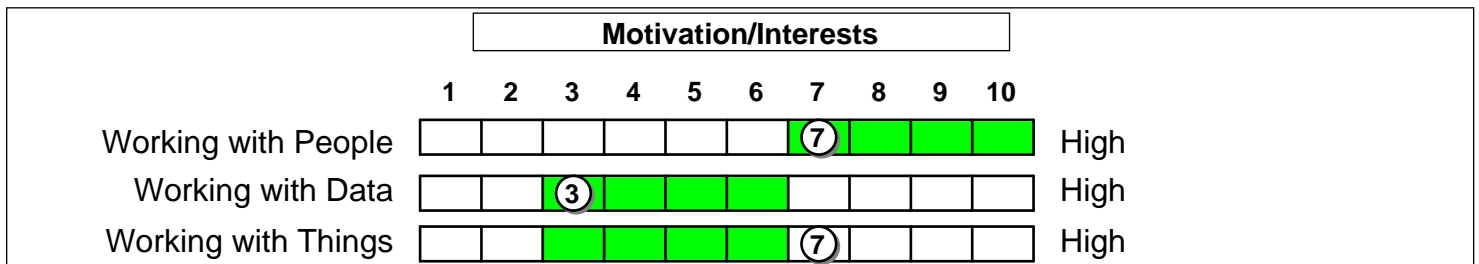 Motivation/Interests
1 2 3 4 5 6 7 8 9 10
Working with People 7 High
Working with Data 3 High
Working with Things 7 High